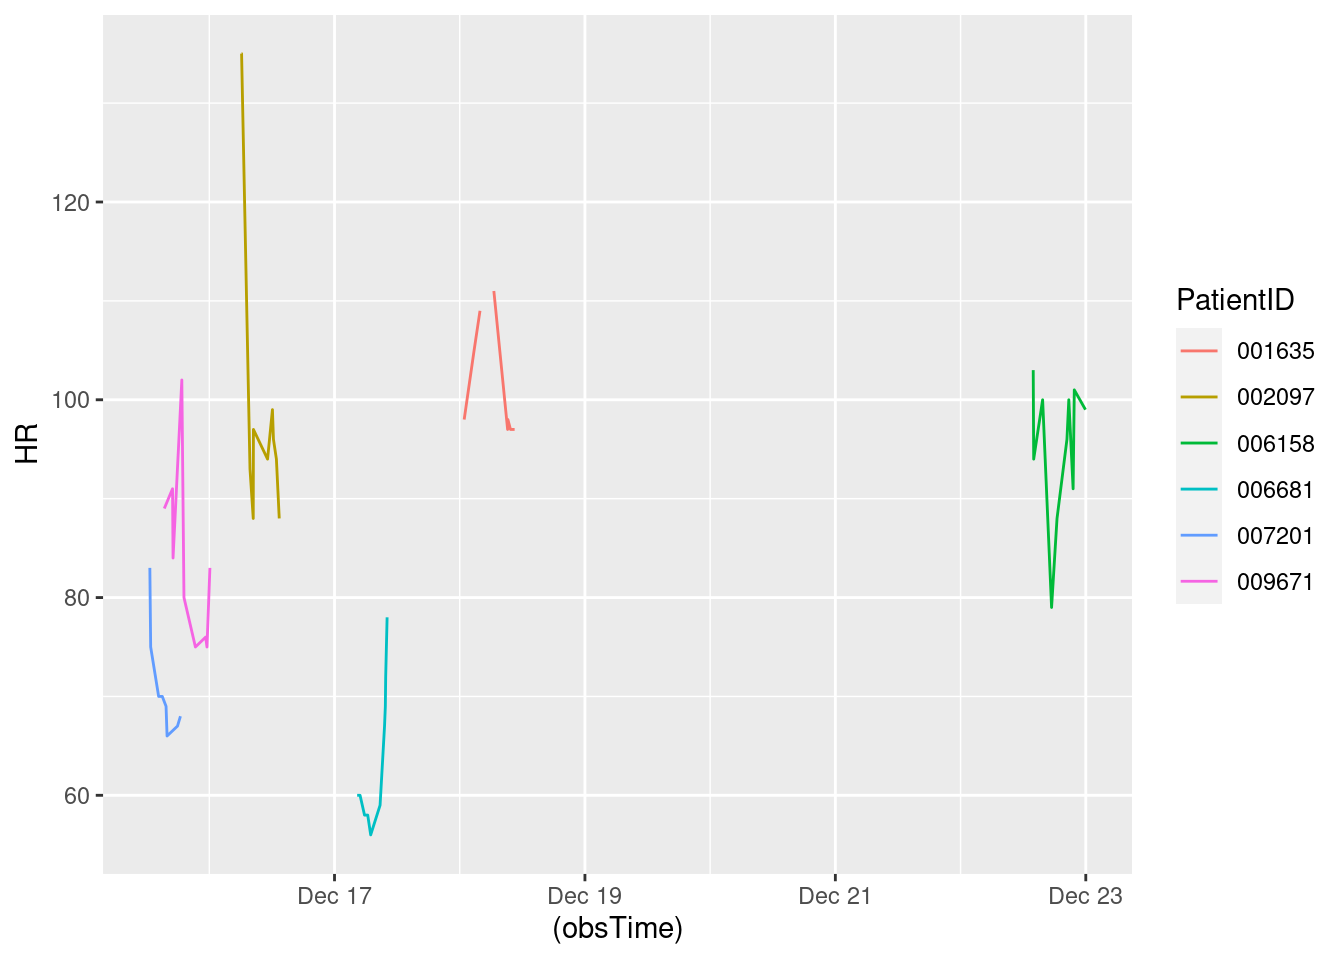 120
100
80
60
HR
Dec 17
Dec 19
Dec 21
Dec 23
(obsTime)
PatientID
001635
002097
006158
006681
007201
009671